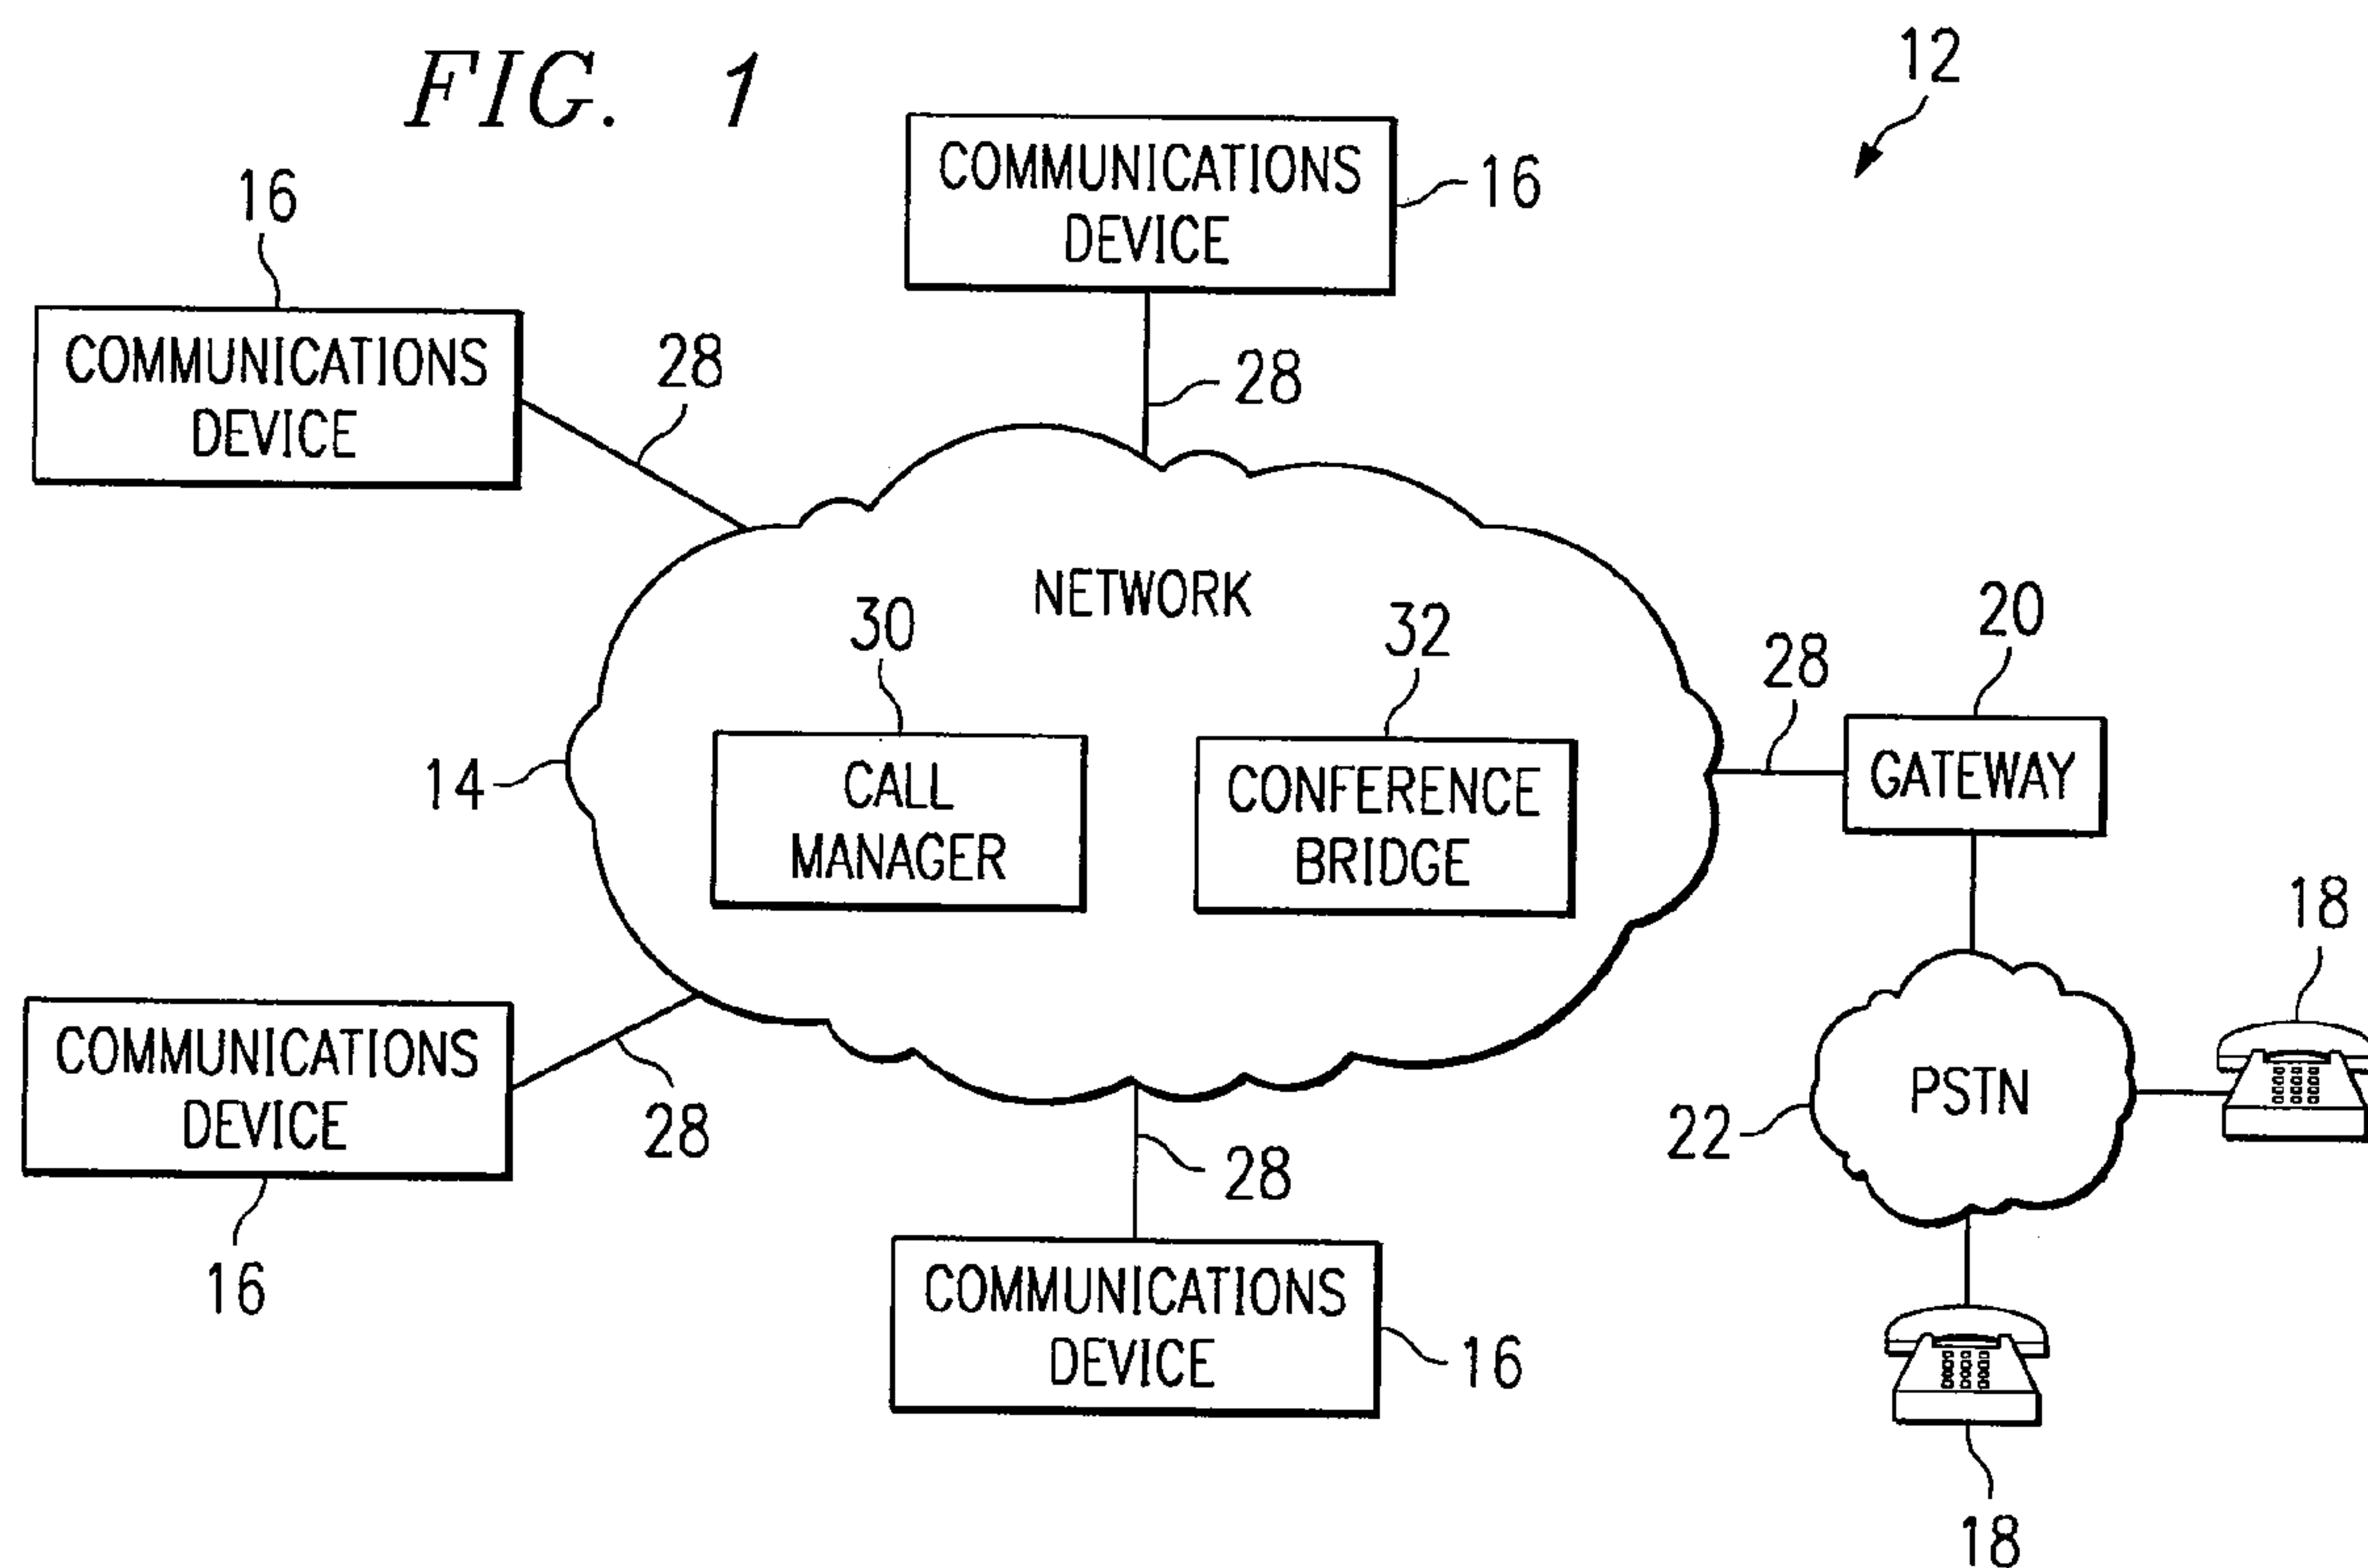 FIG. 1
12
COMMUNICATIONS
DEVICE
16
16
COMMUNICATIONS
DEVICE
28
28
NETWORK
30
32
28
20
14
CALL
MANAGER
CONFERENCE
BRIDGE
GATEWAY
18
COMMUNICATIONS
DEVICE
28
16
28
22
PSTN
COMMUNICATIONS
DEVICE
16
18